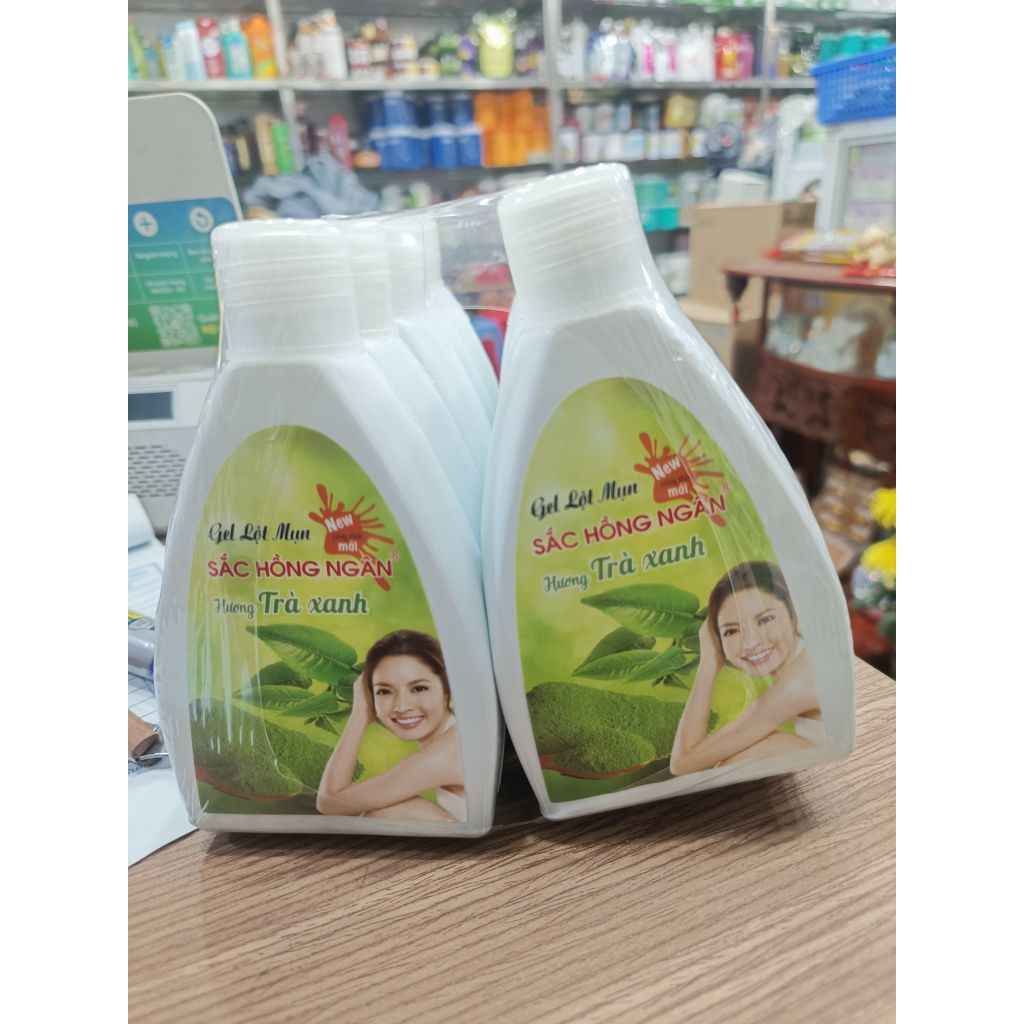 Gel Lột Mụn
New
mới
SẮC HỒNG NGÂN®
Hương Trà xanh
Gel Lột Mụn
New
mới
SẮC HỒNG NGÂN®
Hương Trà xanh